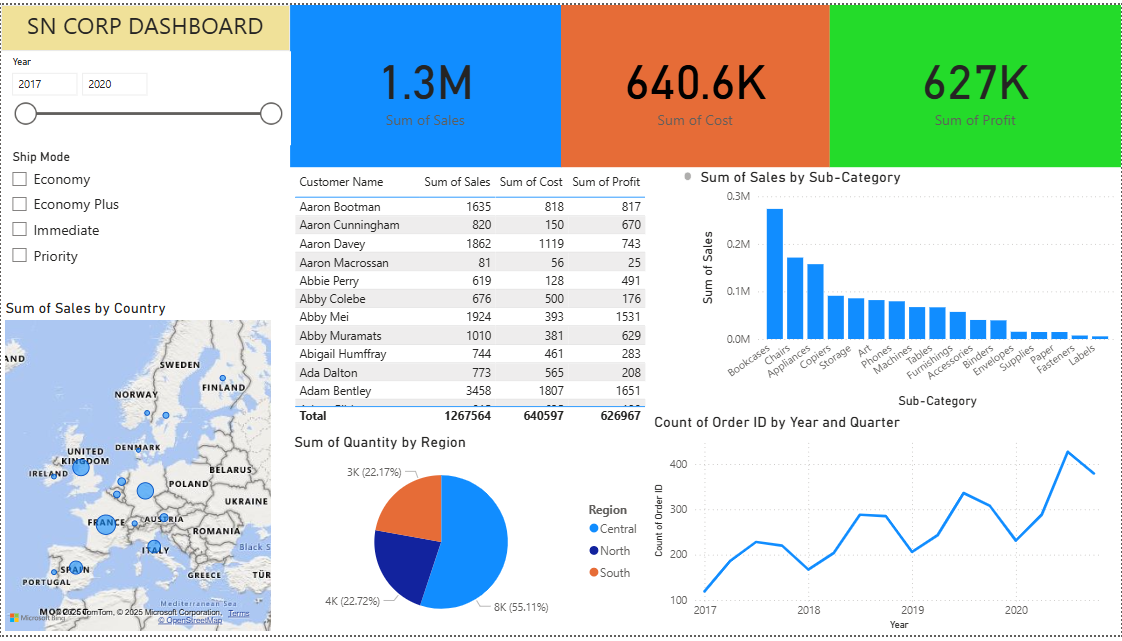 SN CORP DASHBOARD
Year
2017 2020
Ship Mode
Economy
Economy Plus
Immediate
Priority
1.3M
Sum of Sales
640.6K
Sum of Cost
627K
Sum of Profit
Customer Name Sum of Sales Sum of Cost Sum of Profit
Aaron Bootman 1635 818 817
Aaron Cunningham 820 150 670
Aaron Davey 1862 1119 743
Aaron Macrossan 81 56 25
Abbie Perry 619 128 491
Abby Colebe 676 500 176
Abby Mei 1924 393 1531
Abby Muramats 1010 381 629
Abigail Humffray 744 461 283
Ada Dalton 773 565 208
Adam Bentley 3458 1807 1651
Total 1267564 640597 626967
Sum of Sales by Sub-Category
Sum of Sales
0.3M
0.2M
0.1M
0.0M
Bookcases
Chairs
Appliances
Copiers
Storage
Art
Phones
Machines
Tables
Furnishings
Accessories
Binders
Envelopes
Supplies
Paper
Fasteners
Labels
Sub-Category
Sum of Sales by Country
AND
SWEDEN
FINLAND
NORWAY
DENMARK
UNITED
KINGDOM
IRELAND
BELARUS
POLAND
UKRAINE
FRANCE
AUSTRIA
ROMANIA
ITALY
Black S
SPAIN
PORTUGAL
GREECE
TÜR
Mediterranean Sea
Microsoft Bing
TomTom, © 2025 Microsoft Corporation, Terms
© OpenStreetMap
Sum of Quantity by Region
3K (22.17%)
4K (22.72%)
8K (55.11%)
Region
Central
North
South
Count of Order ID by Year and Quarter
Count of Order ID
400
300
200
100
2017 2018 2019 2020
Year